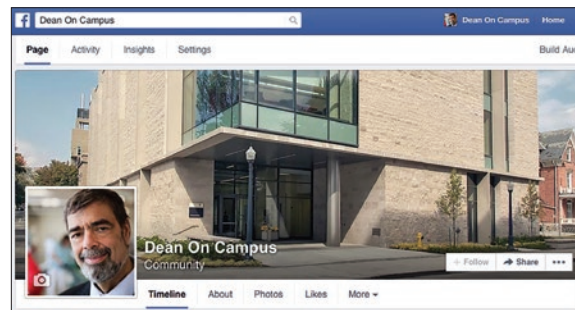 f Dean On Campus Dean On Campus Home
Page Activity Insights Settings Build Au
Dean On Campus
Community
+ Follow Share •••
Timeline About Photos Likes More